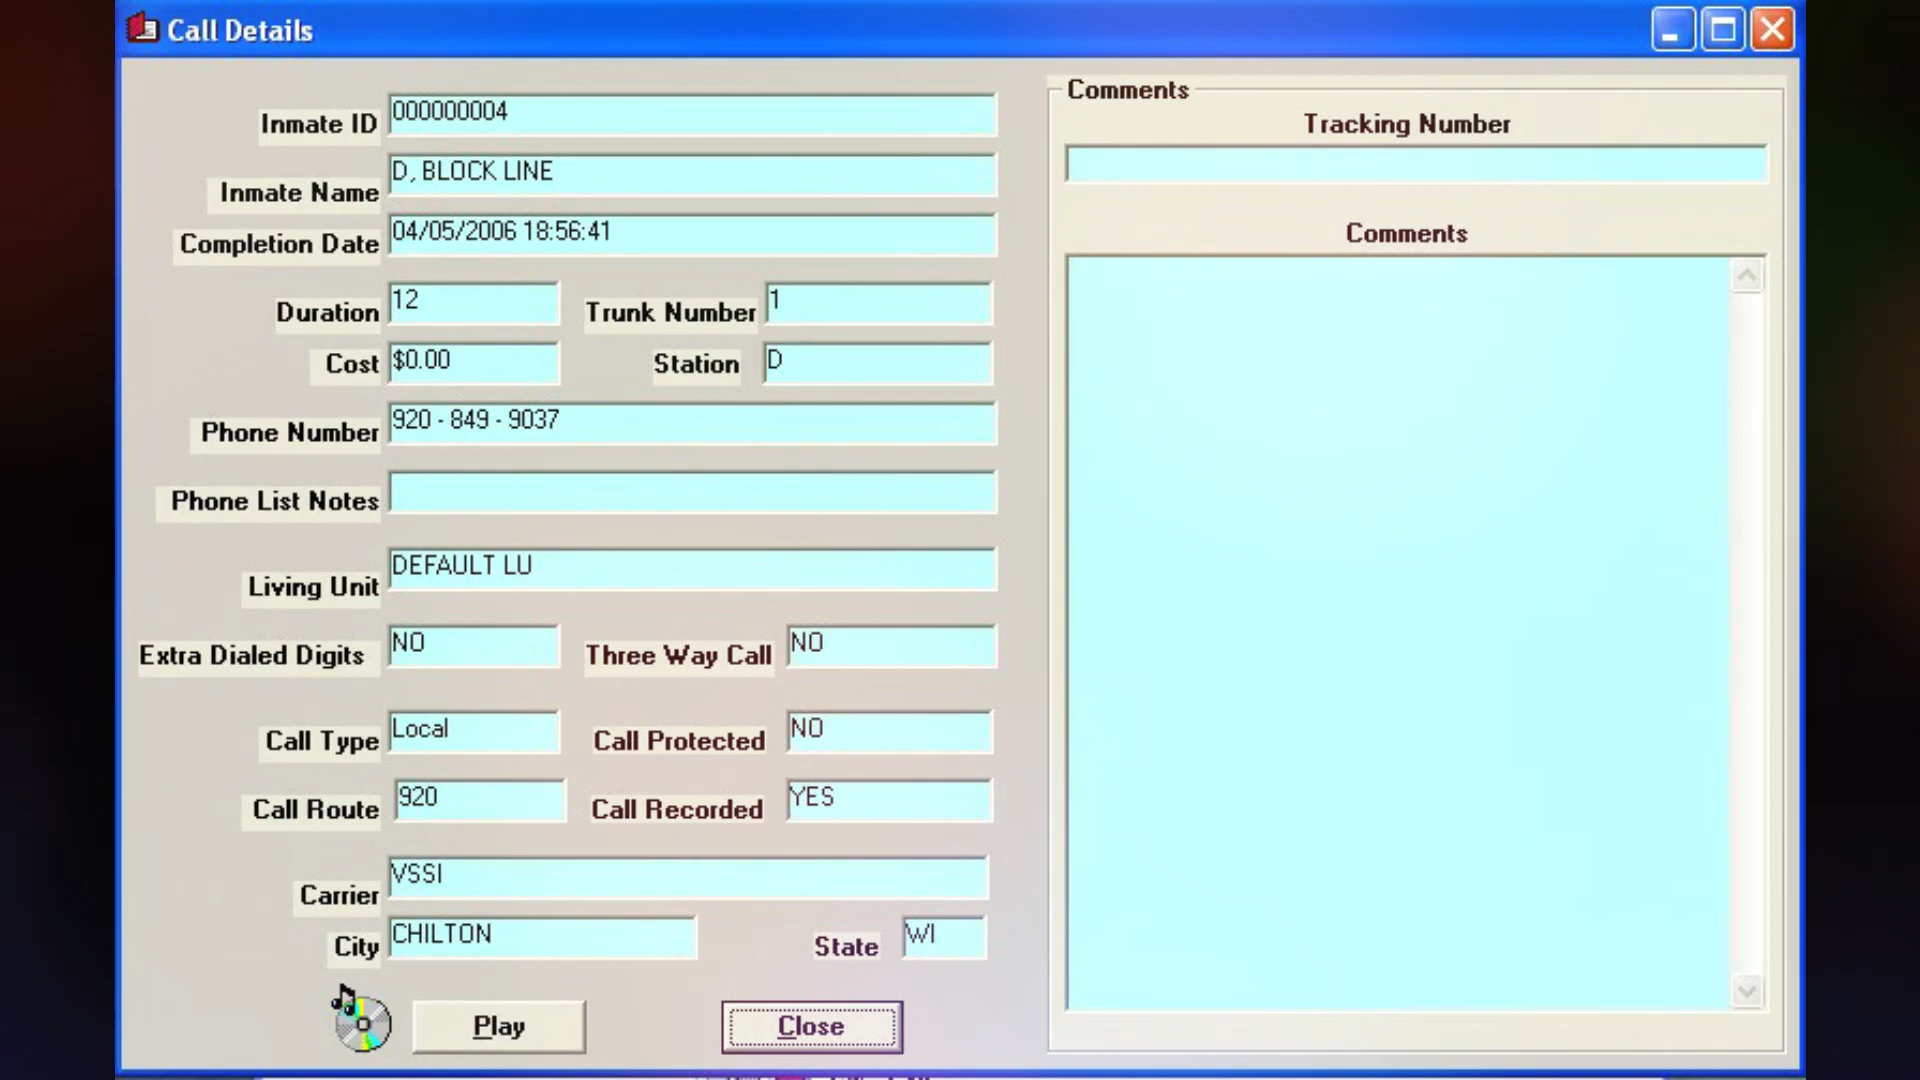 Call Details
Inmate ID 000000004
Inmate Name D, BLOCK LINE
Completion Date 04/05/2006 18:56:41
Duration 12 Trunk Number 1
Cost $0.00 Station D
Phone Number 920 - 849 - 9037
Phone List Notes
Living Unit DEFAULT LU
Extra Dialed Digits NO Three Way Call NO
Call Type Local Call Protected NO
Call Route 920 Call Recorded YES
Carrier VSSI
City CHILTON State WI
Play Close
Comments
Tracking Number
Comments